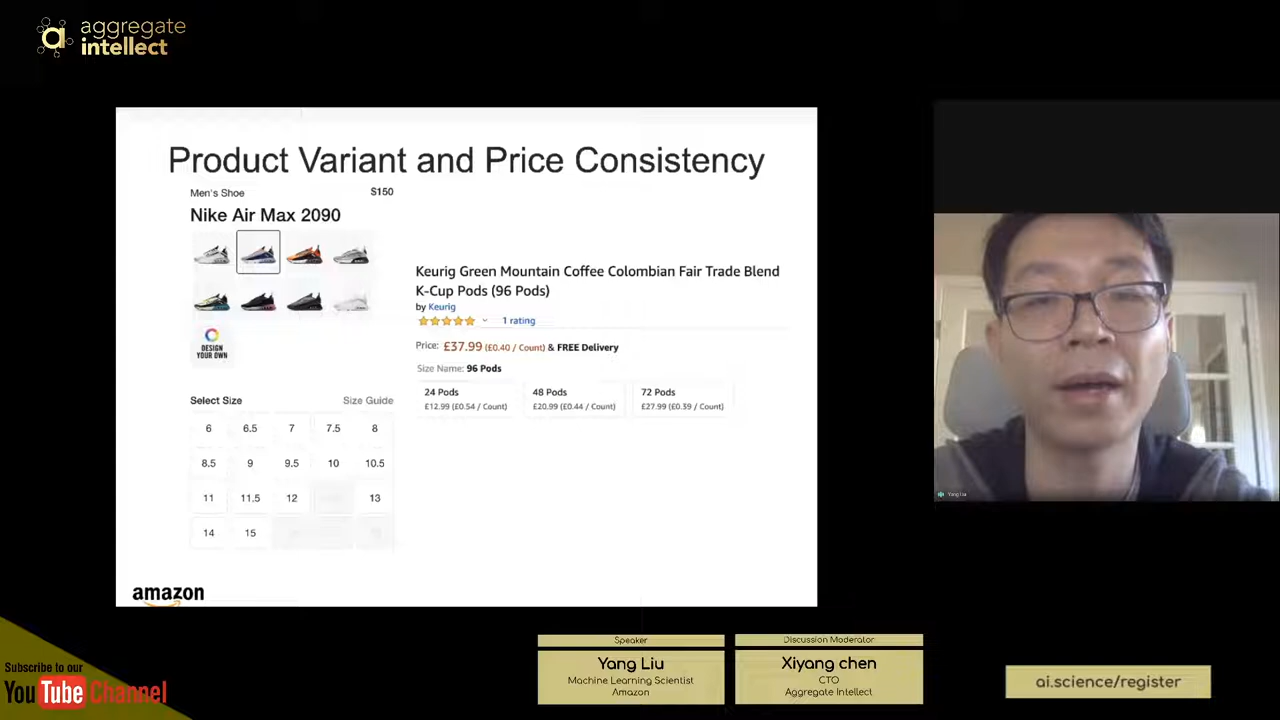 aggregate
intellect
Product Variant and Price Consistency
Men's Shoe
$150
Nike Air Max 2090
DESIGN
YOUR OWN
Select Size
Size Guide
6 6.5 7 7.5 8
8.5 9 9.5 10 10.5
11 11.5 12 13
14 15
Keurig Green Mountain Coffee Colombian Fair Trade Blend
K-Cup Pods (96 Pods)
by Keurig
1 rating
Price: £37.99 (£0.40 / Count) & FREE Delivery
Size Name: 96 Pods
24 Pods
£12.99 (£0.54 / Count)
48 Pods
£20.99 (£0.44 / Count)
72 Pods
£27.99 (£0.39 / Count)
amazon
Yang Liu
Speaker
Yang Liu
Machine Learning Scientist
Amazon
Discussion Moderator
Xiyang chen
CTO
Aggregate Intellect
ai.science/register
Subscribe to our
YouTube Channel